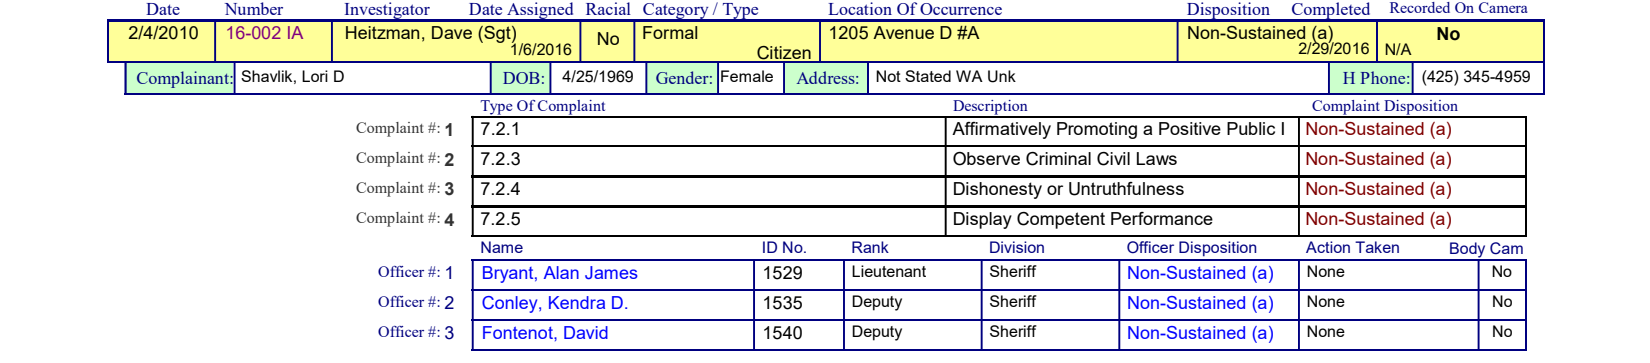 Date Number Investigator Date Assigned Racial Category / Type Location Of Occurrence Disposition Completed Recorded On Camera
2/4/2010 16-002 IA Heitzman, Dave (Sgt) 1/6/2016 No Formal Citizen 1205 Avenue D #A Non-Sustained (a) 2/29/2016 N/A No
Complainant: Shavlik, Lori D DOB: 4/25/1969 Gender: Female Address: Not Stated WA Unk H Phone: (425) 345-4959
Type Of Complaint Description Complaint Disposition
Complaint #: 1 7.2.1 Affirmatively Promoting a Positive Public I Non-Sustained (a)
Complaint #: 2 7.2.3 Observe Criminal Civil Laws Non-Sustained (a)
Complaint #: 3 7.2.4 Dishonesty or Untruthfulness Non-Sustained (a)
Complaint #: 4 7.2.5 Display Competent Performance Non-Sustained (a)
Name ID No. Rank Division Officer Disposition Action Taken Body Cam
Officer #: 1 Bryant, Alan James 1529 Lieutenant Sheriff Non-Sustained (a) None No
Officer #: 2 Conley, Kendra D. 1535 Deputy Sheriff Non-Sustained (a) None No
Officer #: 3 Fontenot, David 1540 Deputy Sheriff Non-Sustained (a) None No